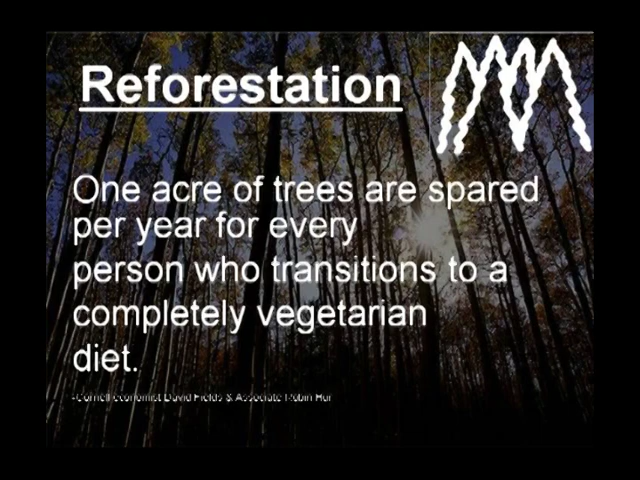 Reforestation
One acre of trees are spared
per year for every
person who transitions to a
completely vegetarian
diet.
-Cornell economist David Fields & Associate Robin Hur